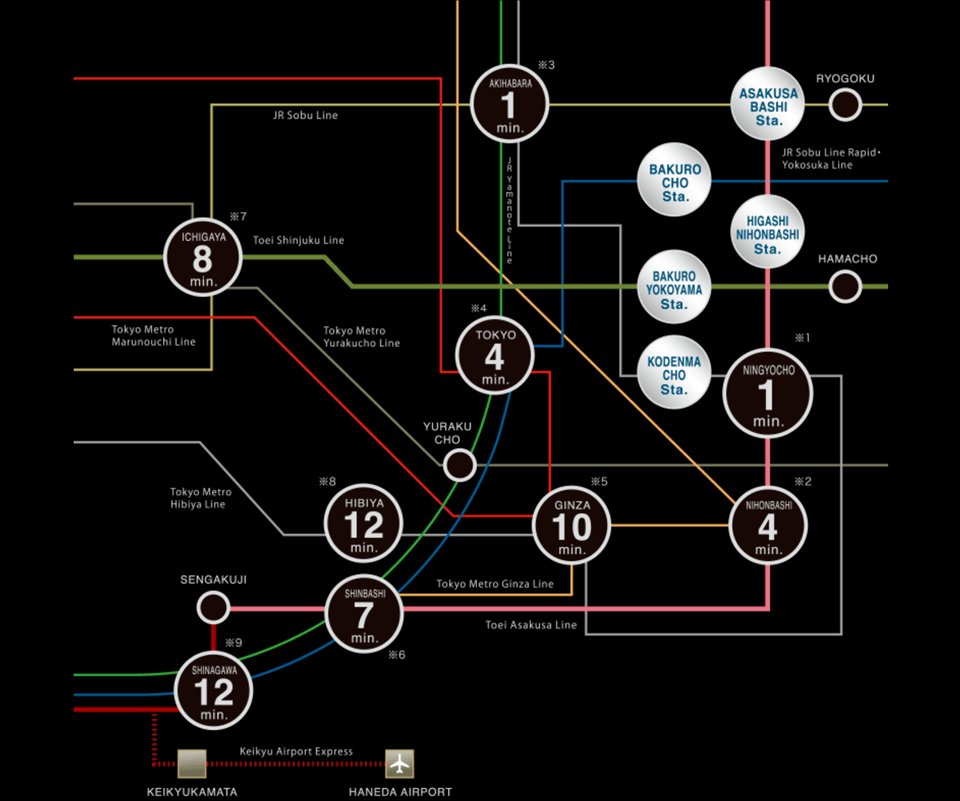 ※3
AKIHABARA
1
min.
ASAKUSA
BASHI
Sta.
RYOGOKU
JR Sobu Line
JR Sobu Line Rapid・
Yokosuka Line
JR Yamanote Line
BAKURO
CHO
Sta.
※7
ICHIGAYA
8
min.
Toei Shinjuku Line
HIGASHI
NIHONBASHI
Sta.
HAMACHO
BAKURO
YOKOYAMA
Sta.
※4
TOKYO
4
min.
Tokyo Metro
Marunouchi Line
Tokyo Metro
Yurakucho Line
※1
KODENMA
CHO
Sta.
NINGYOCHO
1
min.
YURAKU
CHO
※8
HIBIYA
12
min.
※5
GINZA
10
min.
※2
NIHONBASHI
4
min.
Tokyo Metro
Hibiya Line
SENGAKUJI
SHINBASHI
7
min.
※6
Tokyo Metro Ginza Line
Toei Asakusa Line
※9
SHINAGAWA
12
min.
Keikyu Airport Express
KEIKYUKAMATA
HANEDA AIRPORT